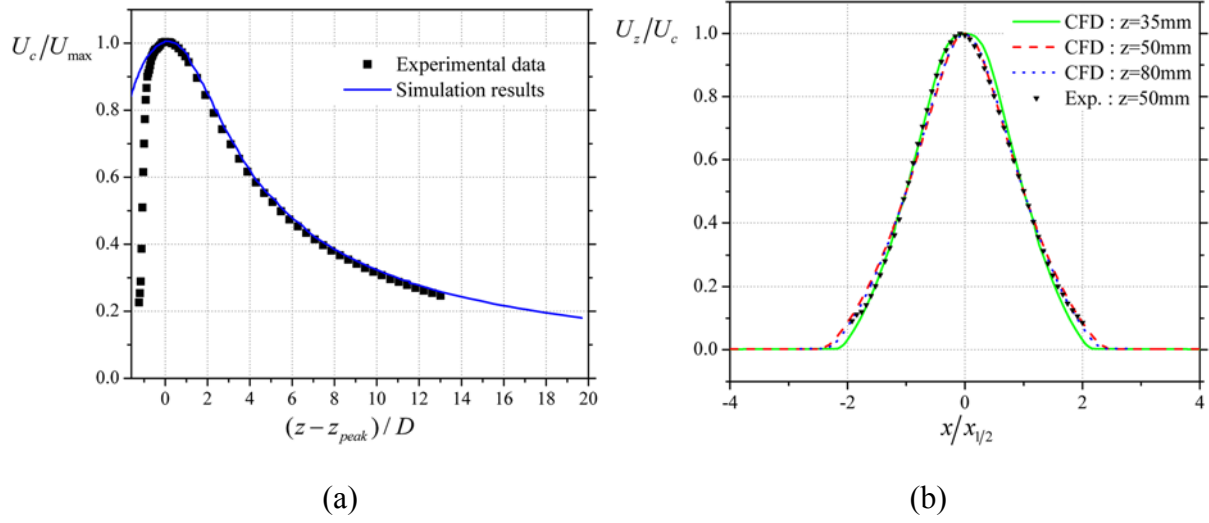 U_c/U_max
1.0
0.8
0.6
0.4
0.2
0.0
Experimental data
Simulation results
0 2 4 6 8 10 12 14 16 18 20
(z−z_peak)/D
(a)
U_z/U_c
1.0
0.8
0.6
0.4
0.2
0.0
CFD : z=35mm
CFD : z=50mm
CFD : z=80mm
Exp. : z=50mm
-4 -2 0 2 4
x/x_1/2
(b)